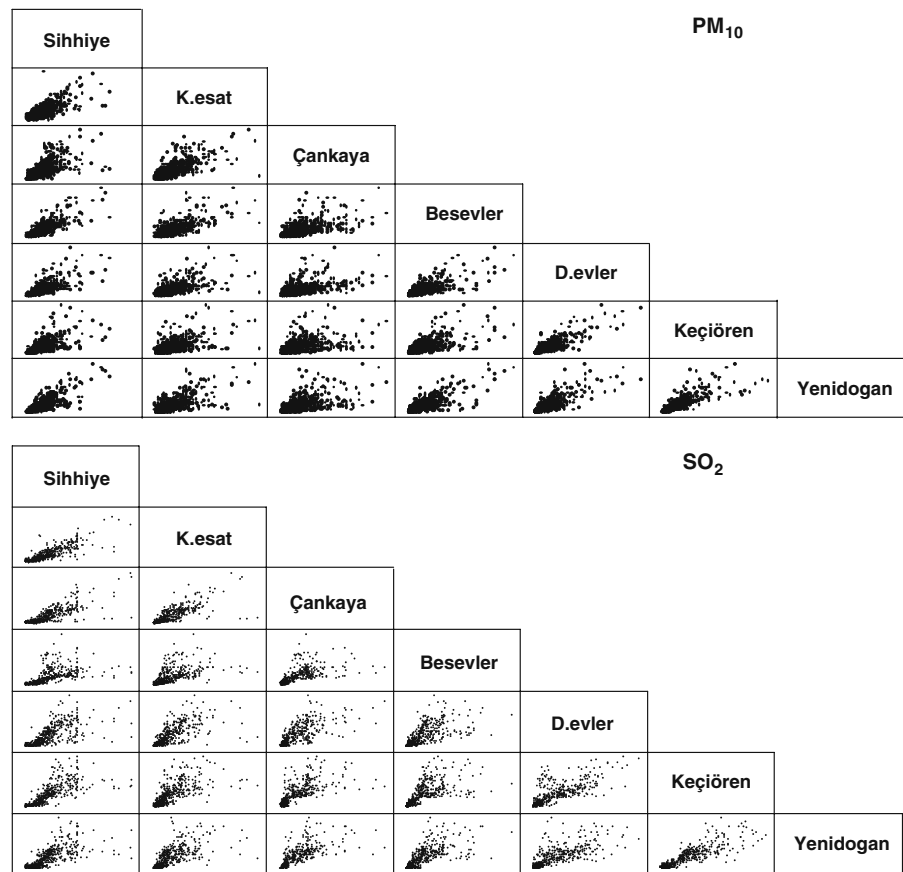 Sihhiye
PM10
K.esat
Çankaya
Besevler
D.evler
Keçiören
Yenidogan
Sihhiye
SO2
K.esat
Çankaya
Besevler
D.evler
Keçiören
Yenidogan